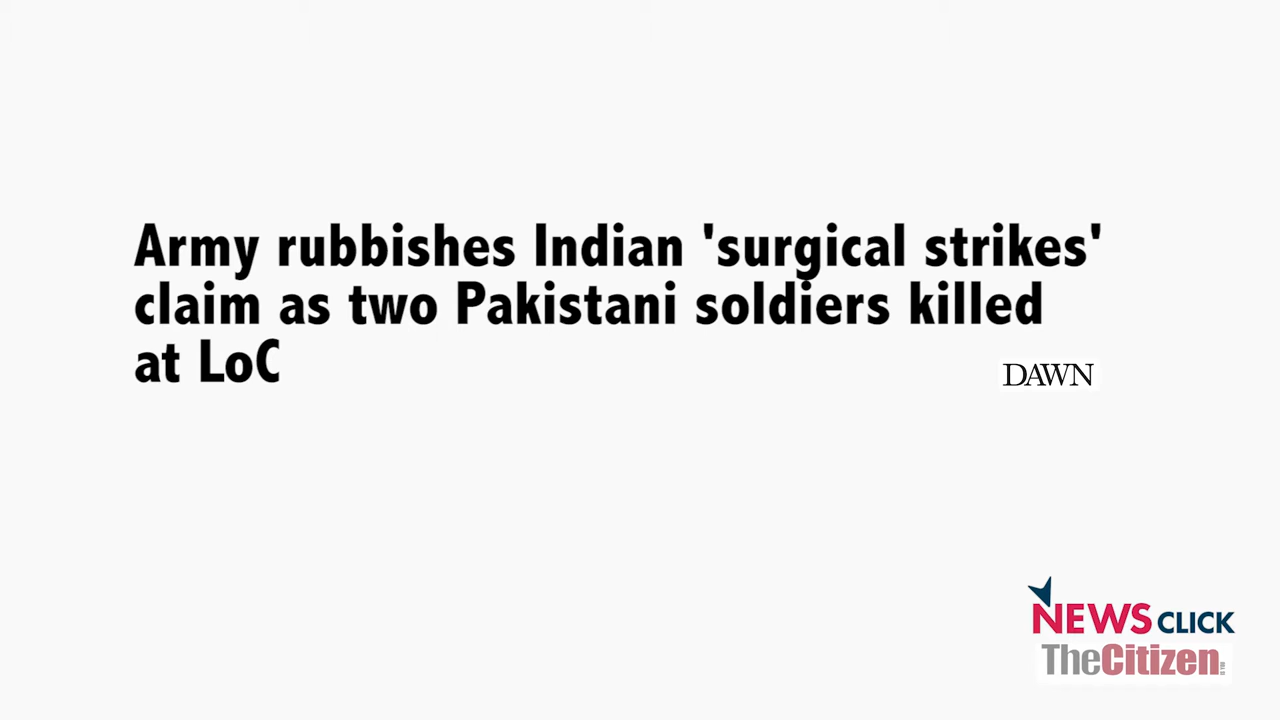 Army rubbishes Indian 'surgical strikes'
claim as two Pakistani soldiers killed
at LoC
DAWN
NEWS CLICK
TheCitizen